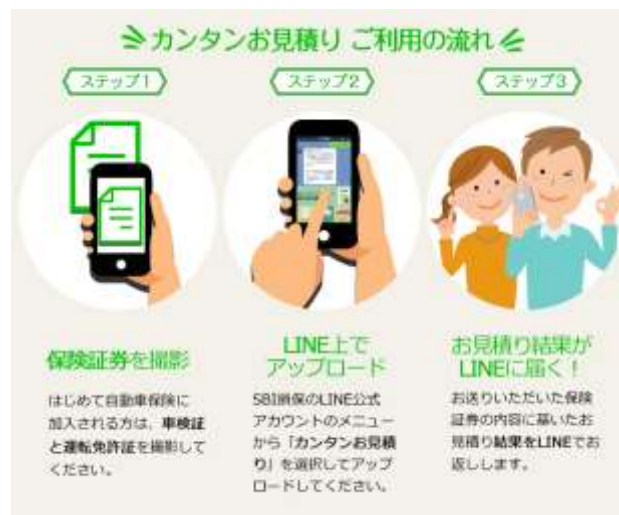 カンタンお見積り ご利用の流れ
ステップ1
保険証券を撮影
はじめて自動車保険に
加入される方は、車検証
と運転免許証を撮影して
ください。
ステップ2
LINE上で
アップロード
SBI損保のLINE公式
アカウントのメニュー
から「カンタンお見積
り」を選択してアップ
ロードしてください。
ステップ3
お見積り結果が
LINEに届く！
お送りいただいた保険
証券の内容に基いたお
見積り結果をLINEでお
返しします。